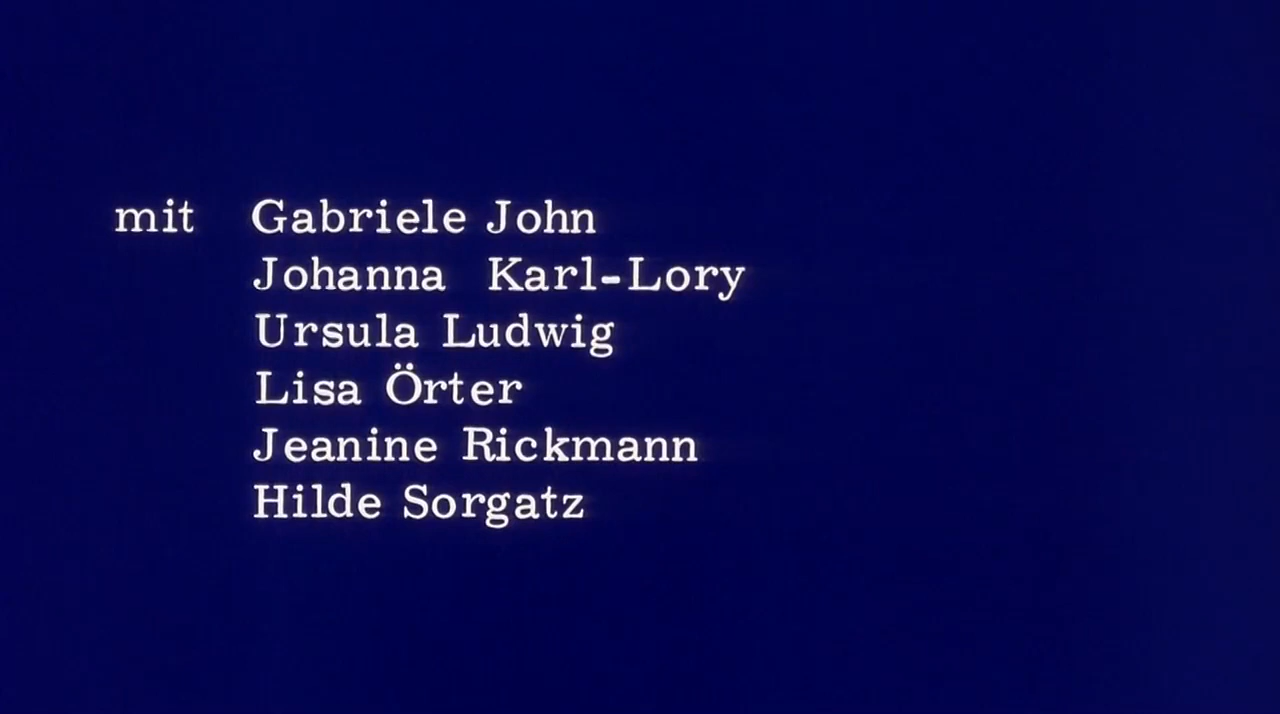 mit Gabriele John
Johanna Karl-Lory
Ursula Ludwig
Lisa Örter
Jeanine Rickmann
Hilde Sorgatz